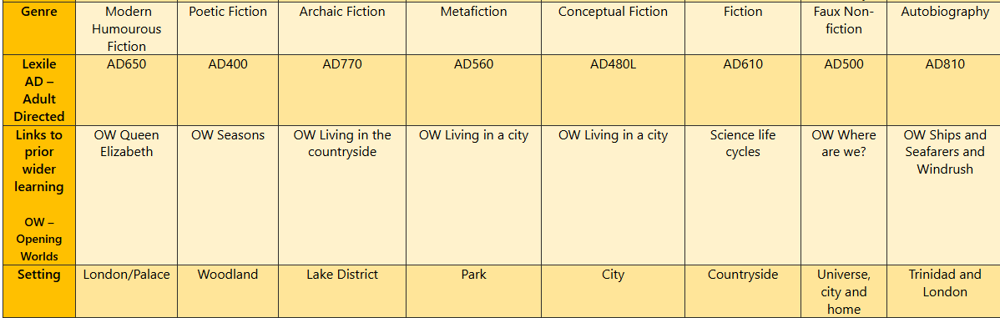 Genre
Modern
Humourous
Fiction
Poetic Fiction
Archaic Fiction
Metafiction
Conceptual Fiction
Fiction
Faux Non-
fiction
Autobiography
Lexile
AD –
Adult
Directed
AD650
AD400
AD770
AD560
AD480L
AD610
AD500
AD810
Links to
prior
wider
learning
OW –
Opening
Worlds
OW Queen
Elizabeth
OW Seasons
OW Living in the
countryside
OW Living in a city
OW Living in a city
Science life
cycles
OW Where
are we?
OW Ships and
Seafarers and
Windrush
Setting
London/Palace
Woodland
Lake District
Park
City
Countryside
Universe,
city and
home
Trinidad and
London